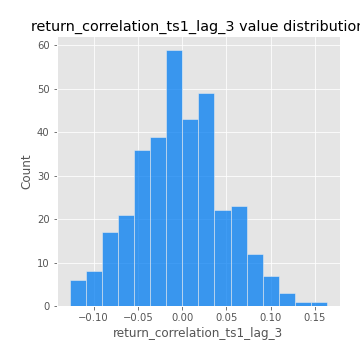 return_correlation_ts1_lag_3 value distribution
60
50
40
30
20
10
0
Count
−0.10 −0.05 0.00 0.05 0.10 0.15
return_correlation_ts1_lag_3